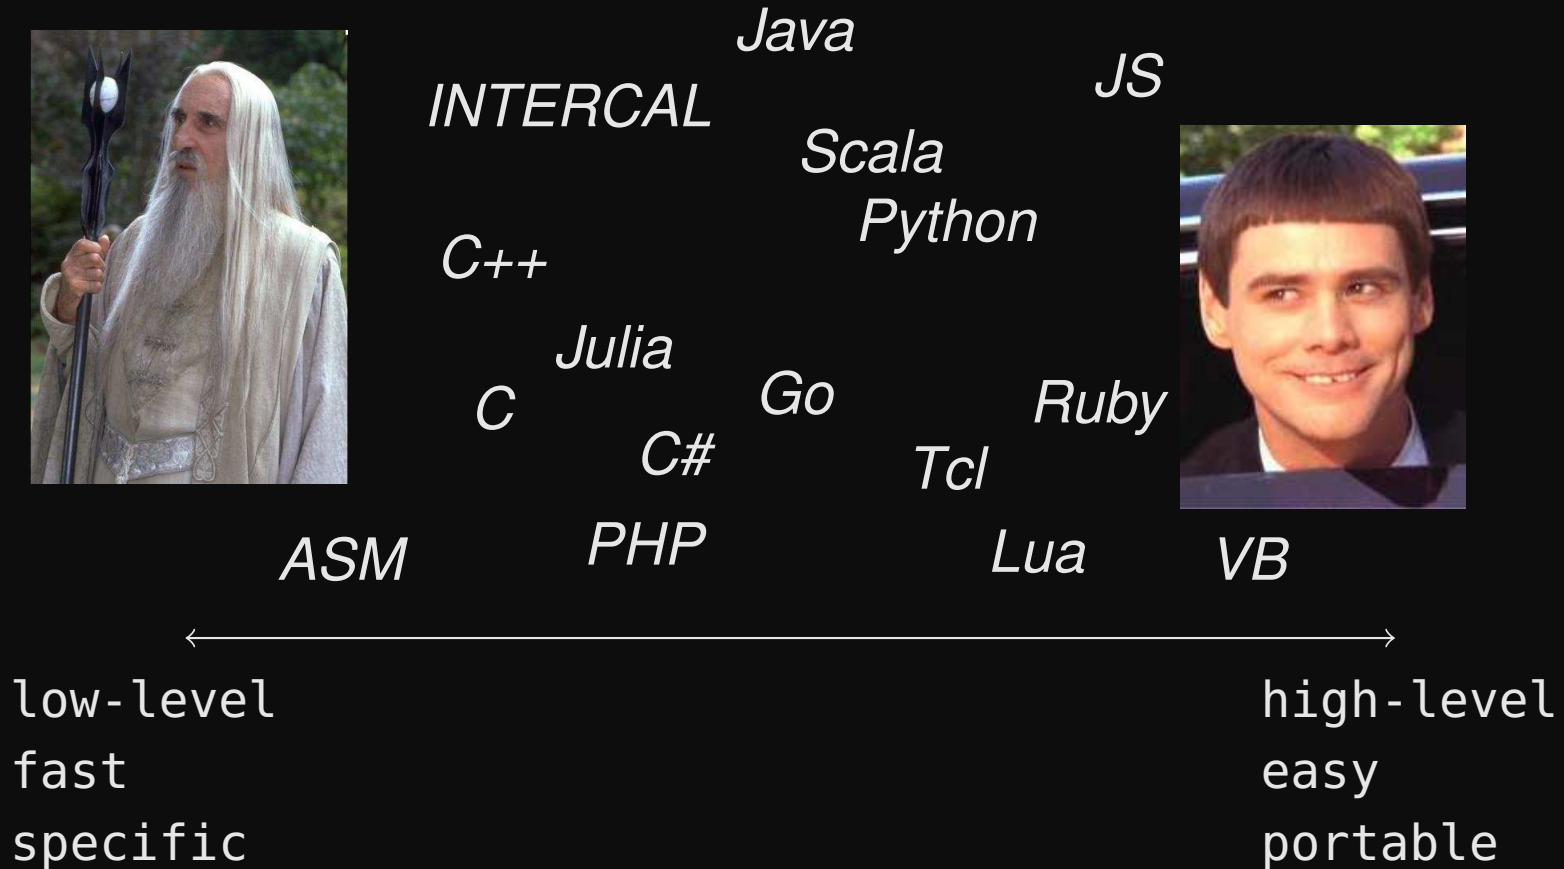 Java
JS
INTERCAL
Scala
Python
C++
Julia
Go
Ruby
C
C#
Tcl
PHP
Lua
ASM
VB
low-level
high-level
fast
easy
specific
portable